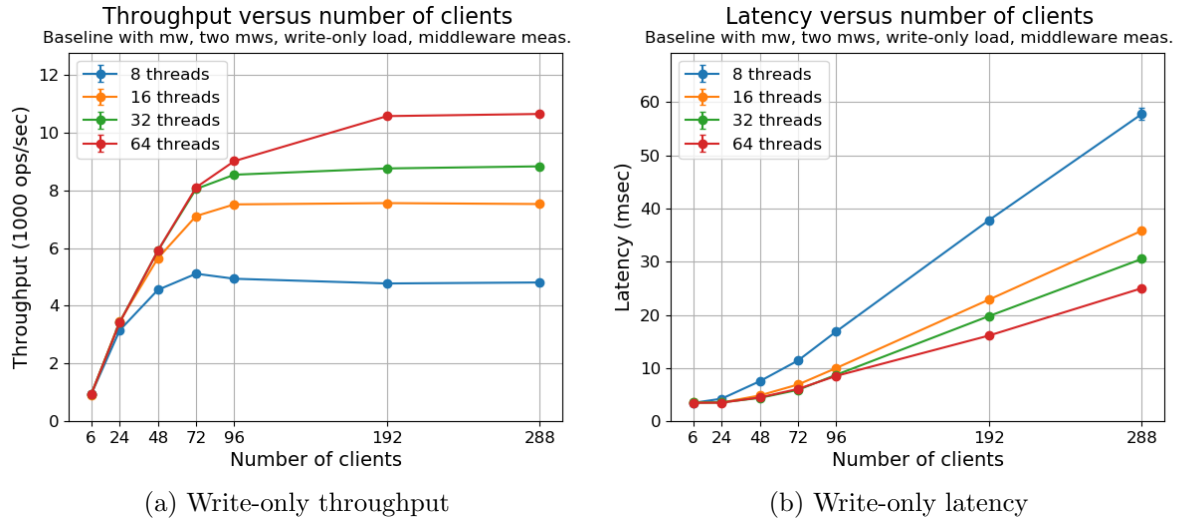 Throughput versus number of clients
Baseline with mw, two mws, write-only load, middleware meas.
8 threads
16 threads
32 threads
64 threads
Throughput (1000 ops/sec)
12
10
8
6
4
2
0
6 24 48 72 96 192 288
Number of clients
(a) Write-only throughput
Latency versus number of clients
Baseline with mw, two mws, write-only load, middleware meas.
8 threads
16 threads
32 threads
64 threads
Latency (msec)
60
50
40
30
20
10
0
6 24 48 72 96 192 288
Number of clients
(b) Write-only latency